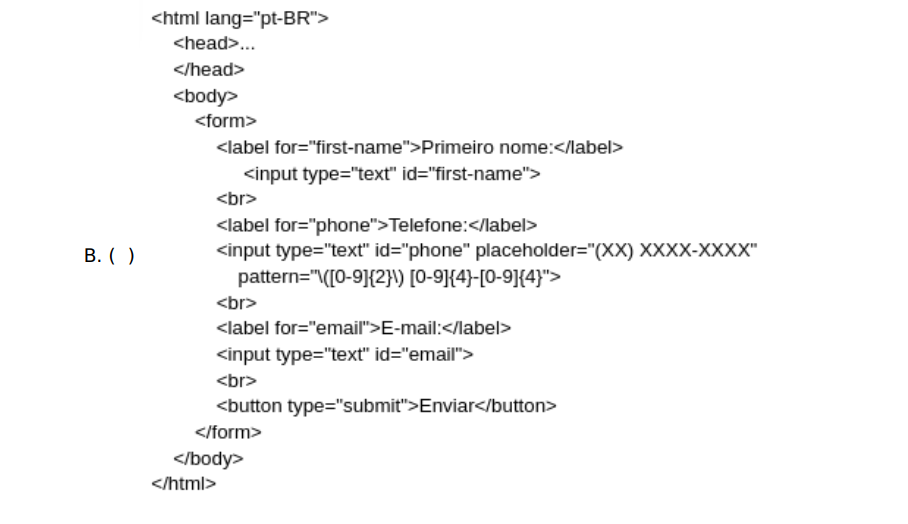 <html lang="pt-BR">
<head>...
</head>
<body>
<form>
<label for="first-name">Primeiro nome:</label>
<input type="text" id="first-name">
<br>
<label for="phone">Telefone:</label>
B. ( ) <input type="text" id="phone" placeholder="(XX) XXXX-XXXX"
pattern="\([0-9]{2}\) [0-9]{4}-[0-9]{4}">
<br>
<label for="email">E-mail:</label>
<input type="text" id="email">
<br>
<button type="submit">Enviar</button>
</form>
</body>
</html>